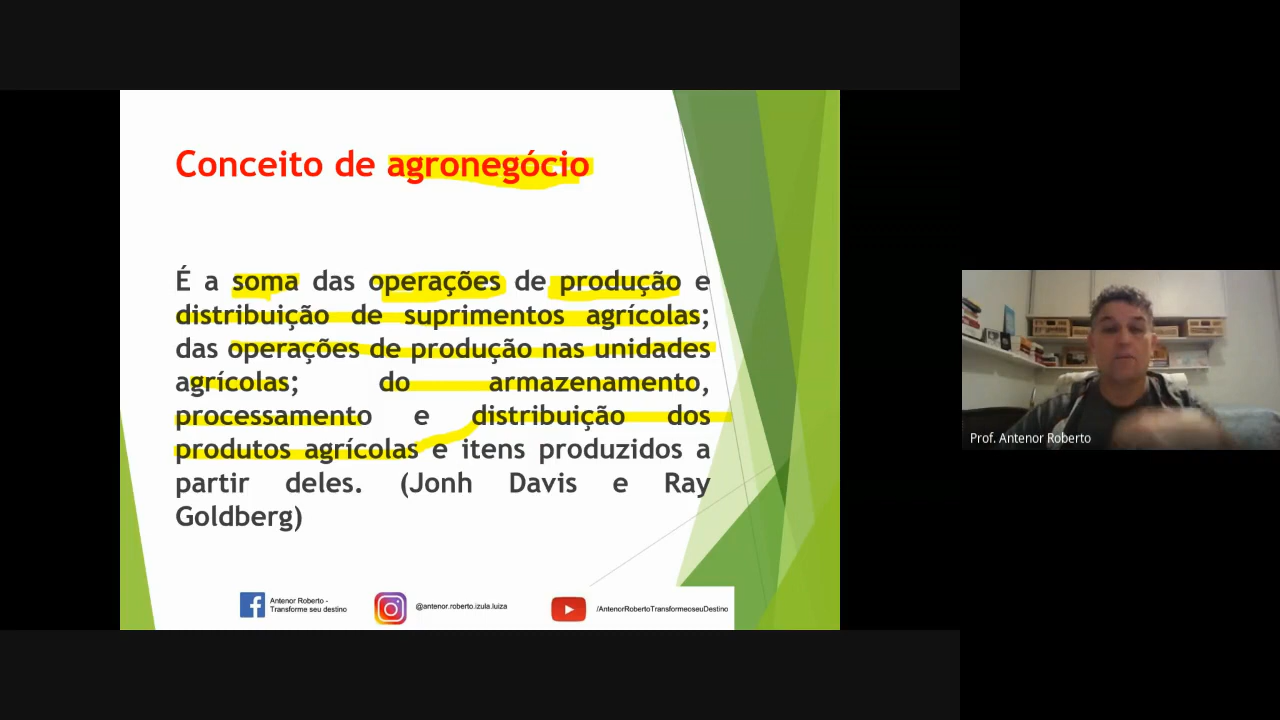 Conceito de agronegócio
É a soma das operações de produção e
distribuição de suprimentos agrícolas;
das operações de produção nas unidades
agrícolas; do armazenamento,
processamento e distribuição dos
produtos agrícolas e itens produzidos a
partir deles. (Jonh Davis e Ray
Goldberg)
Antenor Roberto -
Transforme seu destino
@antenor.roberto.izula.luiza
/AntenorRobertoTransformeoseuDestino
Prof. Antenor Roberto